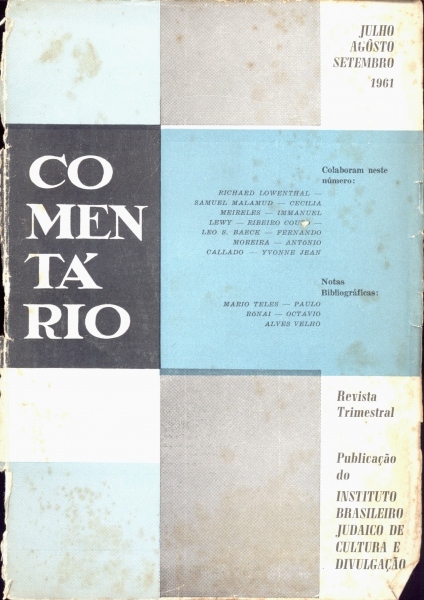 JULHO
AGÔSTO
SETEMBRO
1961
CO
MEN
TÁ
RIO
Colaboram neste
número:
RICHARD LOWENTHAL —
SAMUEL MALAMUD — CECILIA
MEIRELES — IMMANUEL
LEWY — RIBEIRO —
LEO S. BAECK — FERNANDO
MOREIRA — ANTÔNIO
CALLADO — YVONNE JEAN
Notas
Bibliográficas:
MARIO TELES — PAULO
RONAI — OCTAVIO
ALVES VELHO
Revista
Trimestral
Publicação
do
INSTITUTO
BRASILEIRO
JUDAICO DE
CULTURA E
DIVULGAÇÃO